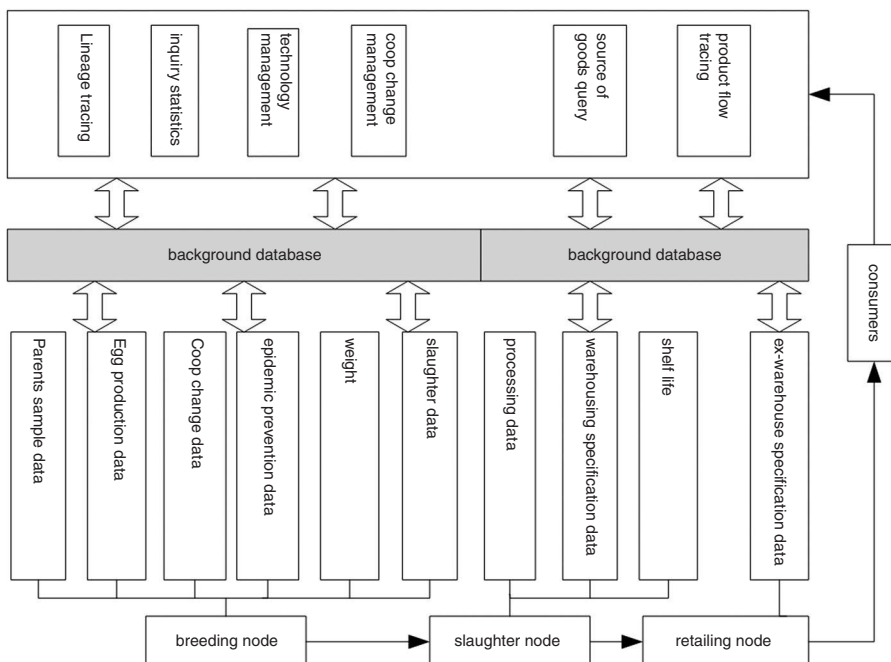 Lineage tracing
inquiry statistics
technology
management
coop change
management
source of
goods query
product flow
tracing
background database
background database
consumers
Parents sample data
Egg production data
Coop change data
epidemic prevention data
weight
slaughter data
processing data
warehousing specification data
shelf life
ex-warehouse specification data
breeding node
slaughter node
retailing node